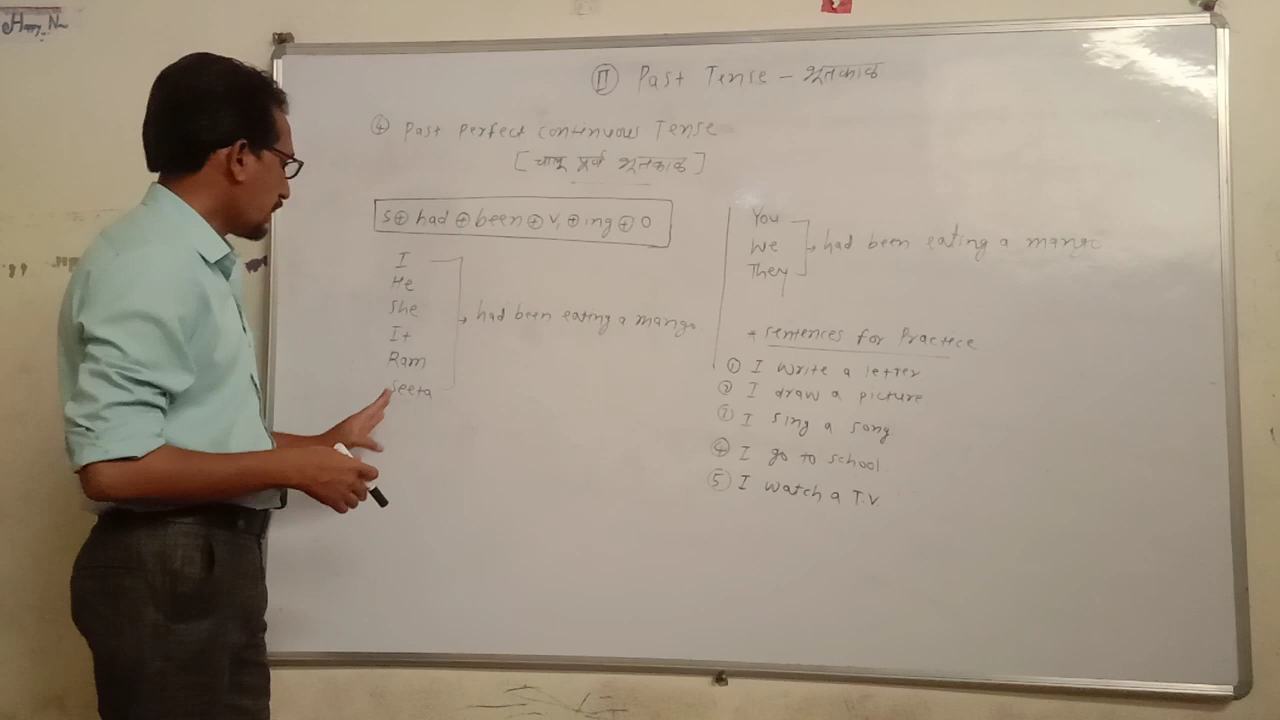 Happy N
II Past Tense – भूतकाळ
4 Past Perfect Continuous Tense
[ चालू पूर्ण भूतकाळ ]
S + had + been + V₁ + ing + O
I
He
She
It
Ram
Seeta
had been eating a mango
You
We
They
had been eating a mango
* Sentences for Practice
1 I write a letter
2 I draw a picture
3 I sing a song
4 I go to school
5 I watch a T.V.